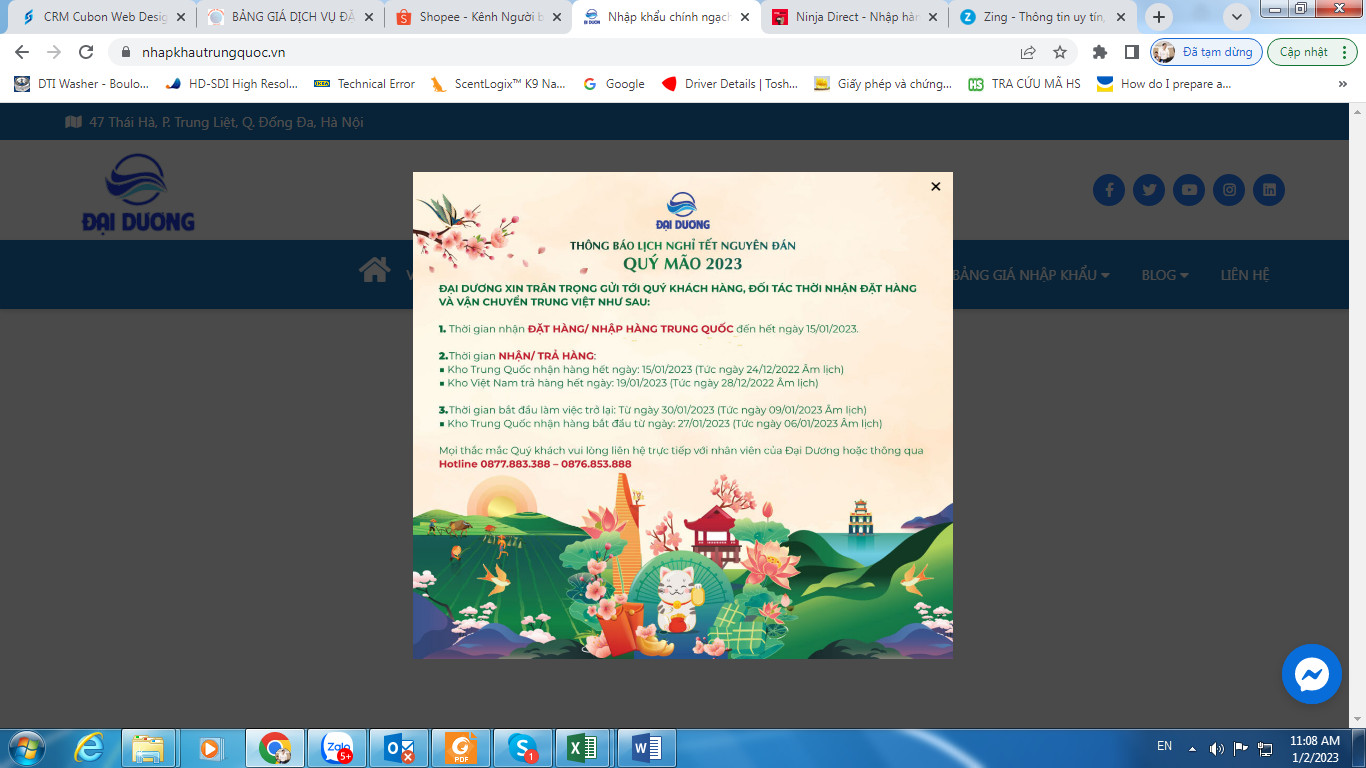 CRM Cubon Web Desig
BẢNG GIÁ DỊCH VỤ ĐẶ
Shopee - Kênh Người b
Nhập khẩu chính ngạch
Ninja Direct - Nhập hàn
Zing - Thông tin uy tín,
nhapkhautrungquoc.vn
Đã tạm dừng
Cập nhật
DTI Washer - Boulo...
HD-SDI High Resol...
Technical Error
ScentLogix™ K9 Na...
Google
Driver Details | Tosh...
Giấy phép và chứng...
TRA CỨU MÃ HS
How do I prepare a...
»
47 Thái Hà, P. Trung Liệt, Q. Đống Đa, Hà Nội
ĐẠI DƯƠNG
V
BẢNG GIÁ NHẬP KHẨU
BLOG
LIÊN HỆ
ĐẠI DƯƠNG
THÔNG BÁO LỊCH NGHỈ TẾT NGUYÊN ĐÁN
QUÝ MÃO 2023
ĐẠI DƯƠNG XIN TRÂN TRỌNG GỬI TỚI QUÝ KHÁCH HÀNG, ĐỐI TÁC THỜI NHẬN ĐẶT HÀNG
VÀ VẬN CHUYỂN TRUNG VIỆT NHƯ SAU:
1. Thời gian nhận ĐẶT HÀNG/ NHẬP HÀNG TRUNG QUỐC đến hết ngày 15/01/2023.
2.Thời gian NHẬN/ TRẢ HÀNG:
▪ Kho Trung Quốc nhận hàng hết ngày: 15/01/2023 (Tức ngày 24/12/2022 Âm lịch)
▪ Kho Việt Nam trả hàng hết ngày: 19/01/2023 (Tức ngày 28/12/2022 Âm lịch)
3.Thời gian bắt đầu làm việc trở lại: Từ ngày 30/01/2023 (Tức ngày 09/01/2023 Âm lịch)
▪ Kho Trung Quốc nhận hàng bắt đầu từ ngày: 27/01/2023 (Tức ngày 06/01/2023 Âm lịch)
Mọi thắc mắc Quý khách vui lòng liên hệ trực tiếp với nhân viên của Đại Dương hoặc thông qua
Hotline 0877.883.388 – 0876.853.888
Zalo
5+
PDF
1
EN
11:08 AM
1/2/2023